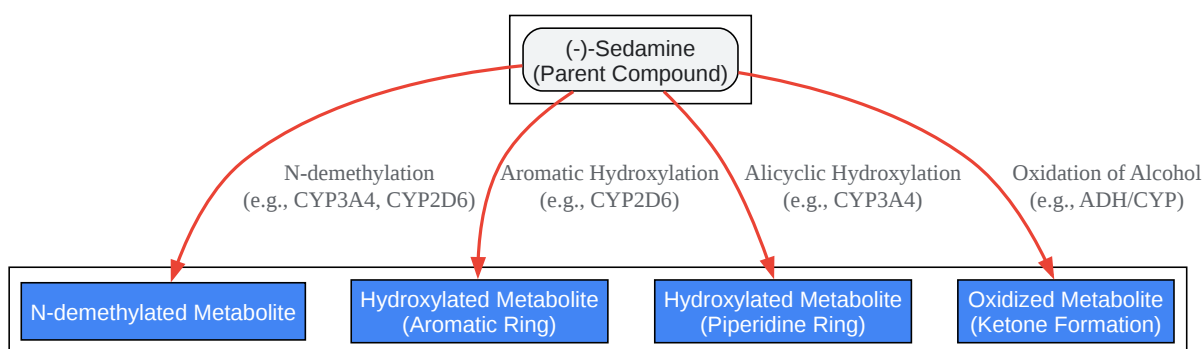 (-)-Sedamine
(Parent Compound)
N-demethylation
(e.g., CYP3A4, CYP2D6)
Aromatic Hydroxylation
(e.g., CYP2D6)
Alicyclic Hydroxylation
(e.g., CYP3A4)
Oxidation of Alcohol
(e.g., ADH/CYP)
N-demethylated Metabolite
Hydroxylated Metabolite
(Aromatic Ring)
Hydroxylated Metabolite
(Piperidine Ring)
Oxidized Metabolite
(Ketone Formation)